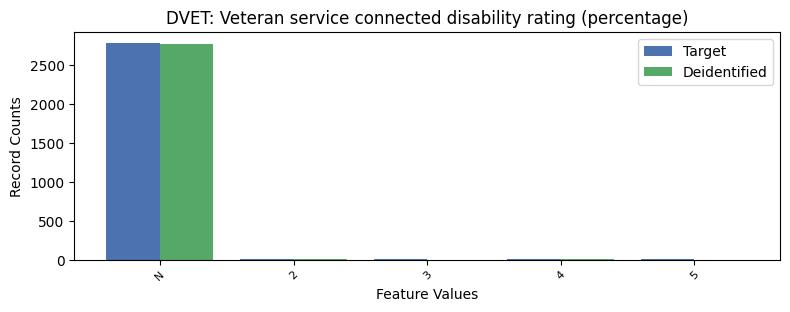 DVET: Veteran service connected disability rating (percentage)
Target
Deidentified
Record Counts
2500
2000
1500
1000
500
0
N
2
3
4
5
Feature Values